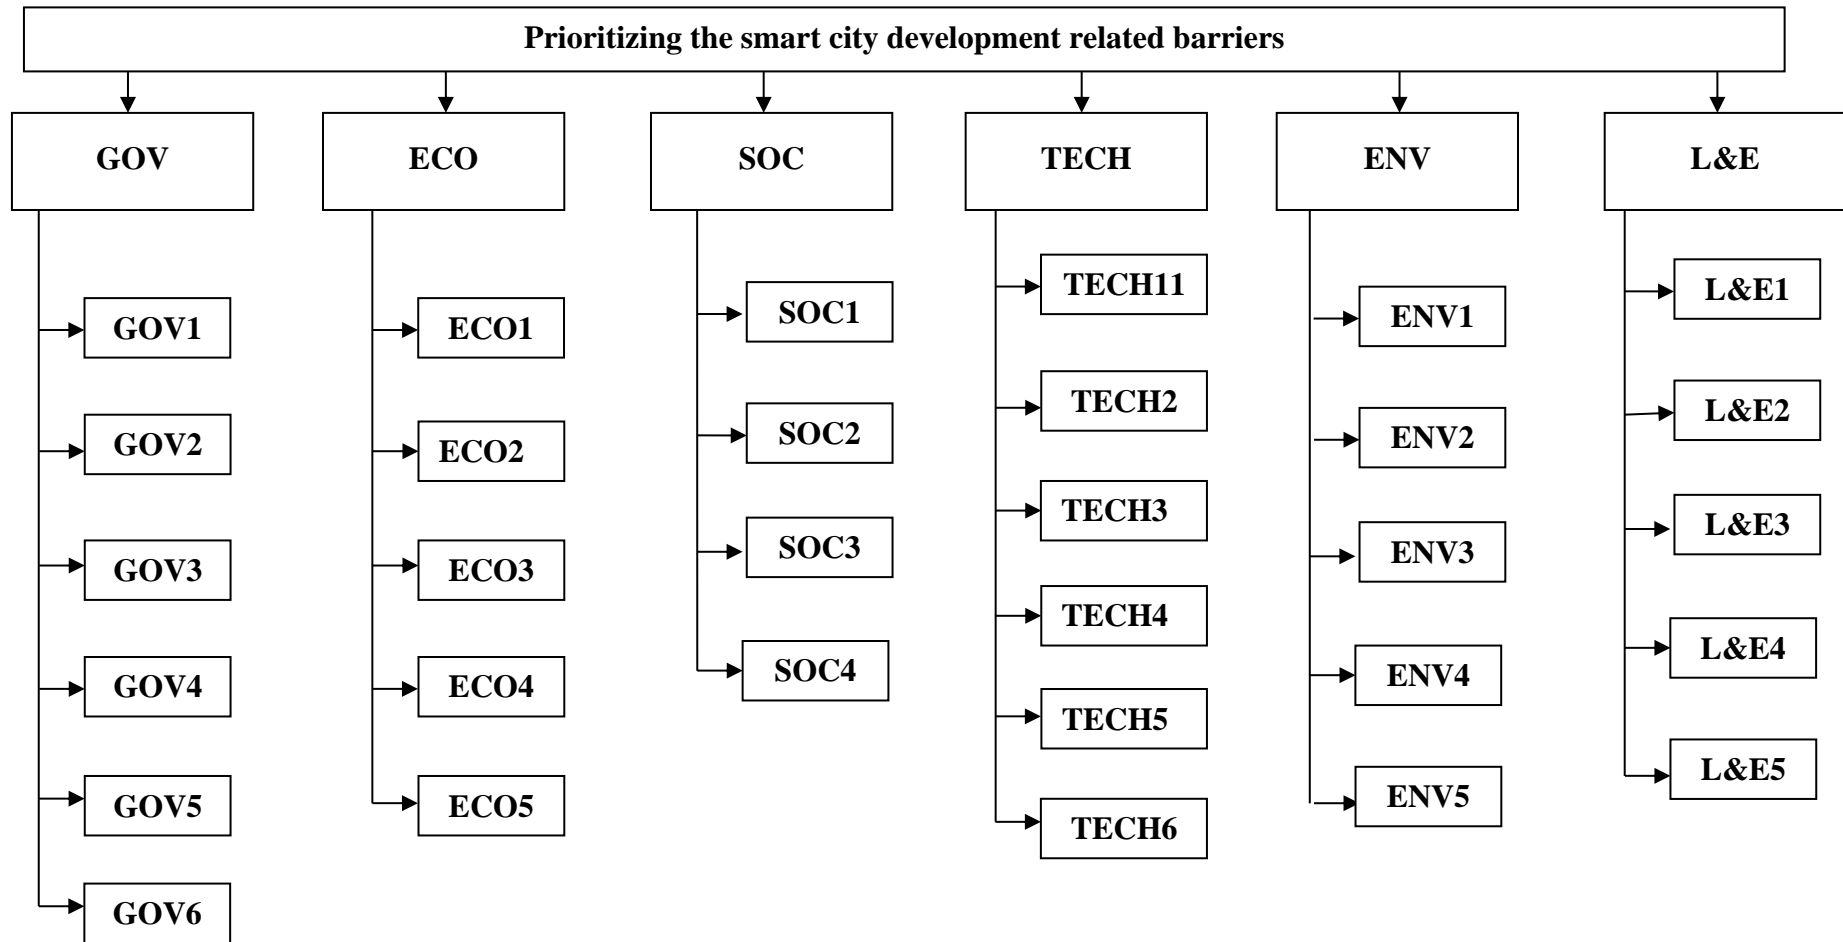 Prioritizing the smart city development related barriers
GOV
ECO
SOC
TECH
ENV
L&E
GOV1
GOV2
GOV3
GOV4
GOV5
GOV6
ECO1
ECO2
ECO3
ECO4
ECO5
SOC1
SOC2
SOC3
SOC4
TECH11
TECH2
TECH3
TECH4
TECH5
TECH6
ENV1
ENV2
ENV3
ENV4
ENV5
L&E1
L&E2
L&E3
L&E4
L&E5